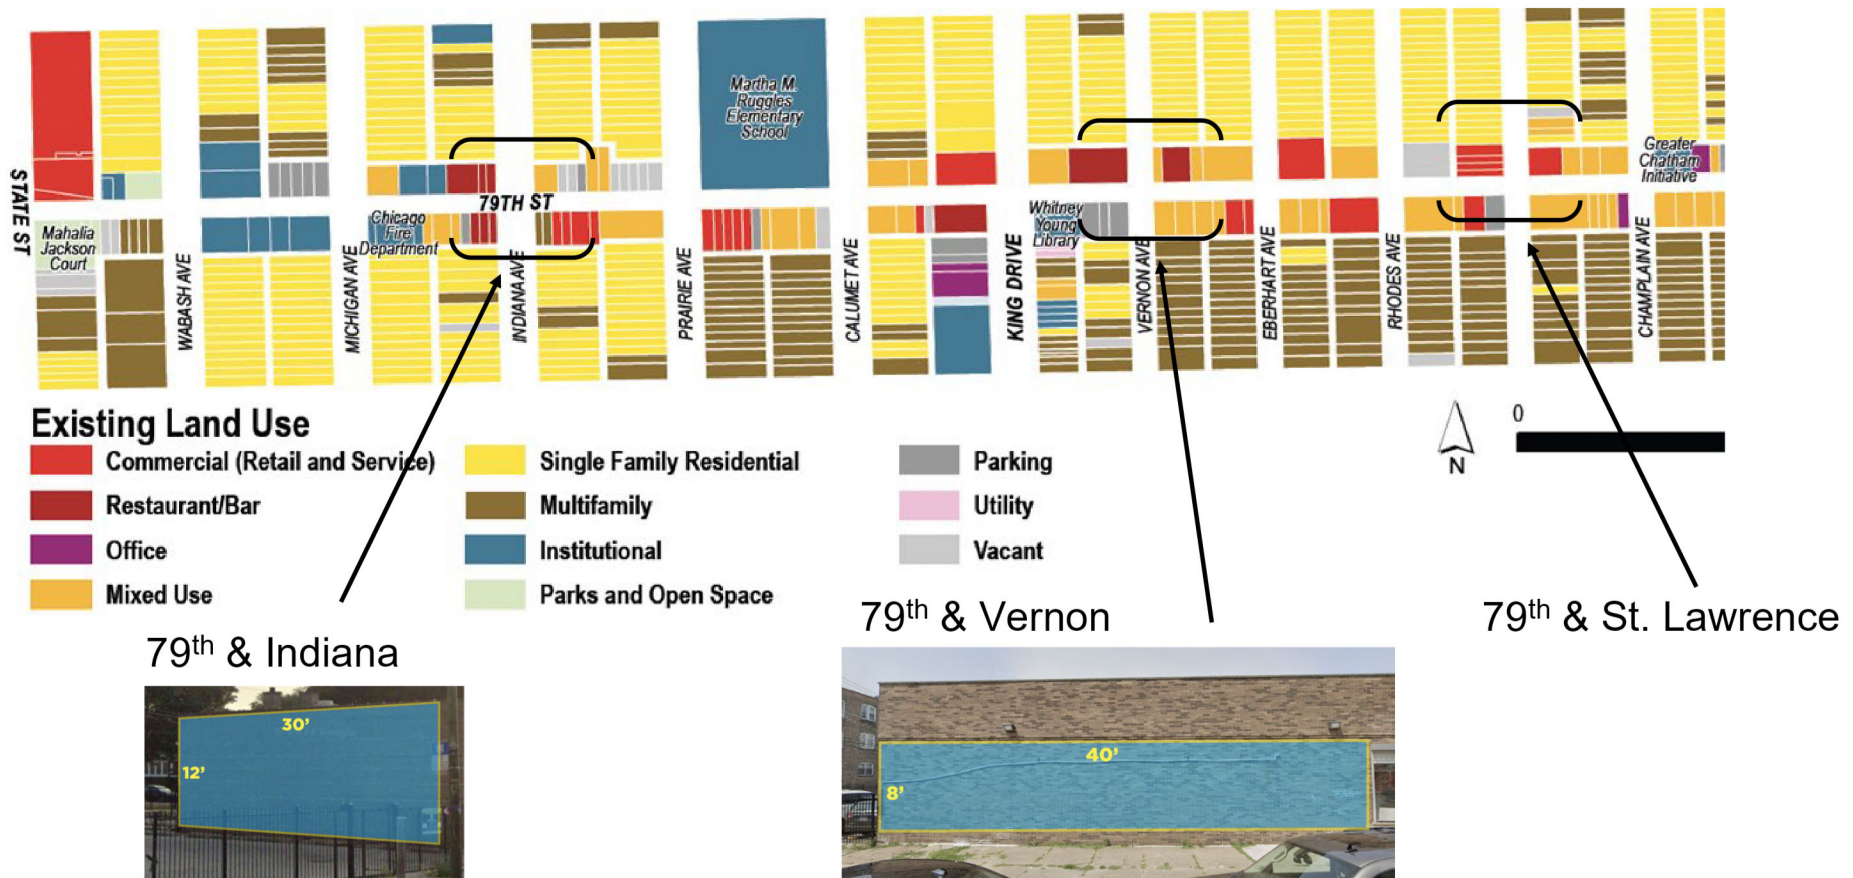 Martha M.
Ruggles
Elementary
School
Greater
Chatham
Initiative
STATE ST
79TH ST
Mahalia
Jackson
Court
WABASH AVE
MICHIGAN AVE
Chicago
Fire
Department
INDIANA AVE
PRAIRIE AVE
CALUMET AVE
KING DRIVE
Whitney
Young
Library
VERNON AVE
EBERHART AVE
RHODES AVE
CHAMPLAIN AVE
Existing Land Use
Commercial (Retail and Service)
Restaurant/Bar
Office
Mixed Use
Single Family Residential
Multifamily
Institutional
Parks and Open Space
Parking
Utility
Vacant
N
0
79th & Indiana
79th & Vernon
79th & St. Lawrence
30'
12'
40'
8'